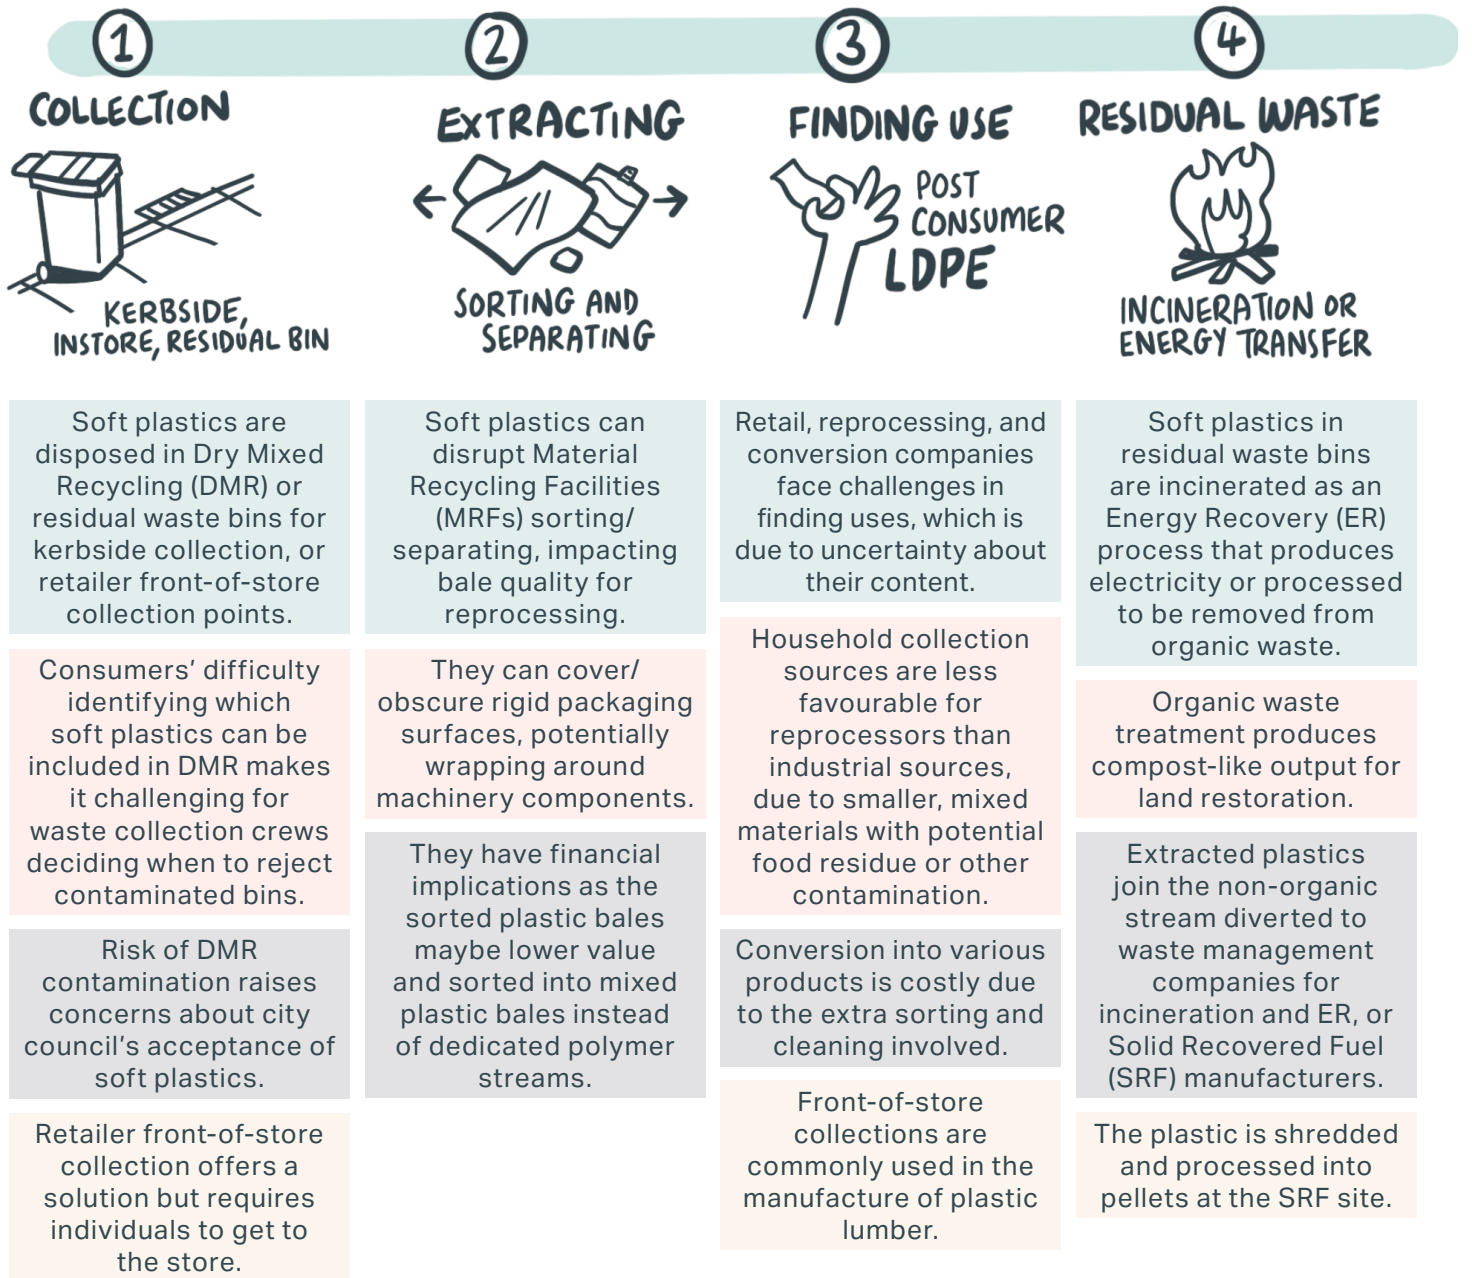 1
COLLECTION
KERBSIDE,
INSTORE, RESIDUAL BIN
Soft plastics are
disposed in Dry Mixed
Recycling (DMR) or
residual waste bins for
kerbside collection, or
retailer front-of-store
collection points.
Consumers’ difficulty
identifying which
soft plastics can be
included in DMR makes
it challenging for
waste collection crews
deciding when to reject
contaminated bins.
Risk of DMR
contamination raises
concerns about city
council’s acceptance of
soft plastics.
Retailer front-of-store
collection offers a
solution but requires
individuals to get to
the store.
2
EXTRACTING
SORTING AND
SEPARATING
Soft plastics can
disrupt Material
Recycling Facilities
(MRFs) sorting/
separating, impacting
bale quality for
reprocessing.
They can cover/
obscure rigid packaging
surfaces, potentially
wrapping around
machinery components.
They have financial
implications as the
sorted plastic bales
maybe lower value
and sorted into mixed
plastic bales instead
of dedicated polymer
streams.
3
FINDING USE
POST
CONSUMER
LDPE
Retail, reprocessing, and
conversion companies
face challenges in
finding uses, which is
due to uncertainty about
their content.
Household collection
sources are less
favourable for
reprocessors than
industrial sources,
due to smaller, mixed
materials with potential
food residue or other
contamination.
Conversion into various
products is costly due
to the extra sorting and
cleaning involved.
Front-of-store
collections are
commonly used in the
manufacture of plastic
lumber.
4
RESIDUAL WASTE
INCINERATION OR
ENERGY TRANSFER
Soft plastics in
residual waste bins
are incinerated as an
Energy Recovery (ER)
process that produces
electricity or processed
to be removed from
organic waste.
Organic waste
treatment produces
compost-like output for
land restoration.
Extracted plastics
join the non-organic
stream diverted to
waste management
companies for
incineration and ER, or
Solid Recovered Fuel
(SRF) manufacturers.
The plastic is shredded
and processed into
pellets at the SRF site.